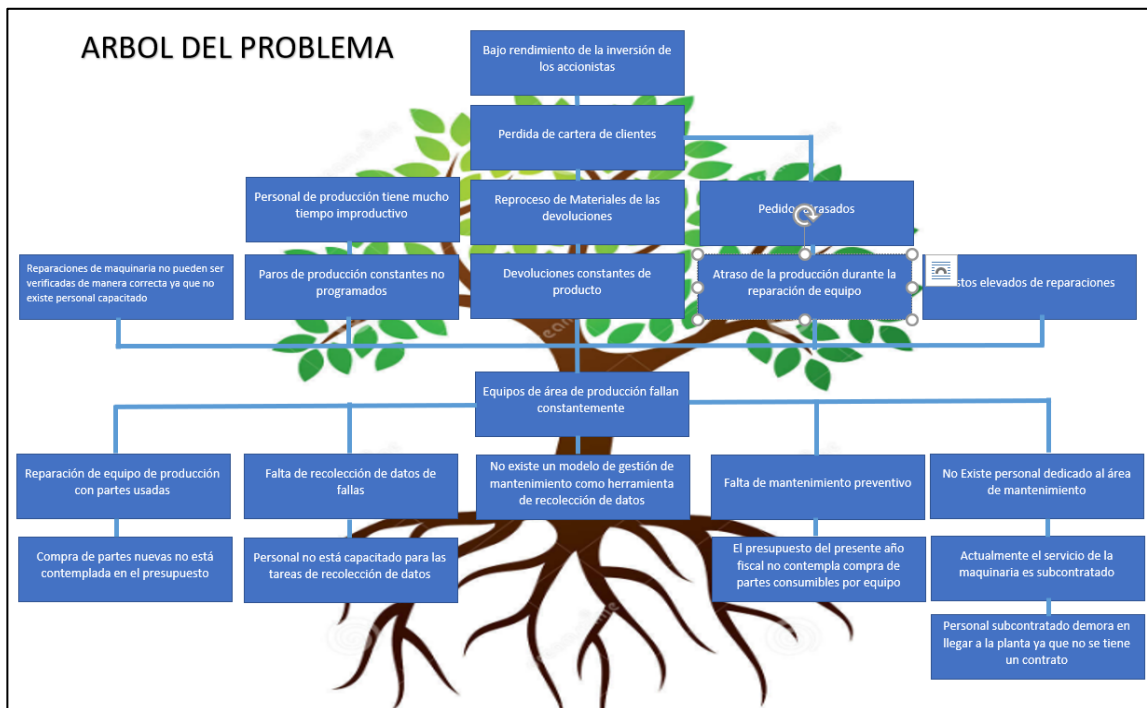 ARBOL DEL PROBLEMA
Bajo rendimiento de la inversión de
los accionistas
Perdida de cartera de clientes
Personal de producción tiene mucho
tiempo improductivo
Reproceso de Materiales de las
devoluciones
Reparaciones de maquinaria no pueden ser
verificadas de manera correcta ya que no
existe personal capacitado
Paros de producción constantes no
programados
Devoluciones constantes de
producto
Atraso de la producción durante la
reparación de equipo
elevados de reparaciones
Equipos de área de producción fallan
constantemente
Reparación de equipo de producción
con partes usadas
Falta de recolección de datos de
fallas
No existe un modelo de gestión de
mantenimiento como herramienta
de recolección de datos
Falta de mantenimiento preventivo
No Existe personal dedicado al área
de mantenimiento
Compra de partes nuevas no está
contemplada en el presupuesto
Personal no está capacitado para las
tareas de recolección de datos
El presupuesto del presente año
fiscal no contempla compra de
partes consumibles por equipo
Actualmente el servicio de la
maquinaria es subcontratado
Personal subcontratado demora en
llegar a la planta ya que no se tiene
un contrato